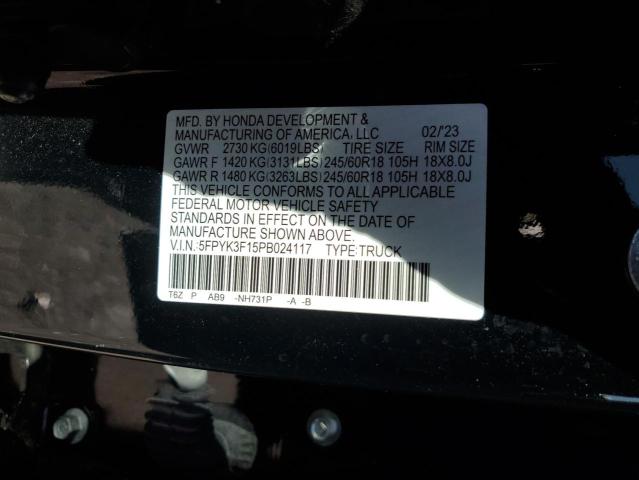 MFD. BY HONDA DEVELOPMENT &
MANUFACTURING OF AMERICA, LLC 02/'23
GVWR 2730 KG(6019LBS) TIRE SIZE RIM SIZE
GAWR F 1420 KG(3131LBS) 245/60R18 105H 18X8.0J
GAWR R 1480 KG(3263LBS) 245/60R18 105H 18X8.0J
THIS VEHICLE CONFORMS TO ALL APPLICABLE
FEDERAL MOTOR VEHICLE SAFETY
STANDARDS IN EFFECT ON THE DATE OF
MANUFACTURE SHOWN ABOVE.
V.I.N.:5FPYK3F15PB024117 TYPE:TRUCK
T6Z P AB9 -NH731P -A -B